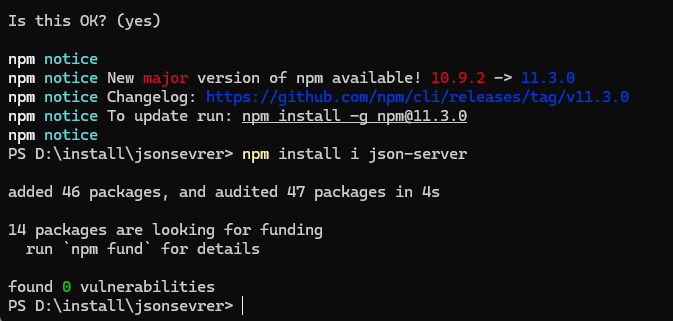 Is this OK? (yes)
npm notice
npm notice New major version of npm available! 10.9.2 -> 11.3.0
npm notice Changelog: https://github.com/npm/cli/releases/tag/v11.3.0
npm notice To update run: npm install -g npm@11.3.0
npm notice
PS D:\install\jsonsevrer> npm install i json-server
added 46 packages, and audited 47 packages in 4s
14 packages are looking for funding
  run `npm fund` for details
found 0 vulnerabilities
PS D:\install\jsonsevrer>